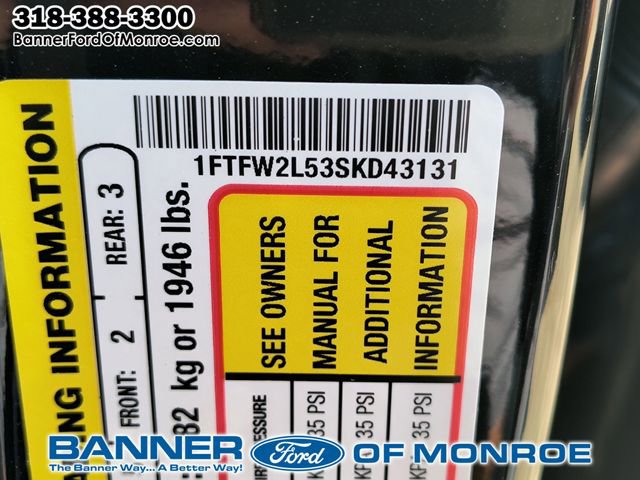 318-388-3300
BannerFordOfMonroe.com
1FTFW2L53SKD43131
ING INFORMATION
FRONT: 2 REAR: 3
82 kg or 1946 lbs.
SEE OWNERS
MANUAL FOR
ADDITIONAL
INFORMATION
35 PSI
35 PSI
35 PSI
BANNER Ford OF MONROE
The Banner Way... A Better Way!